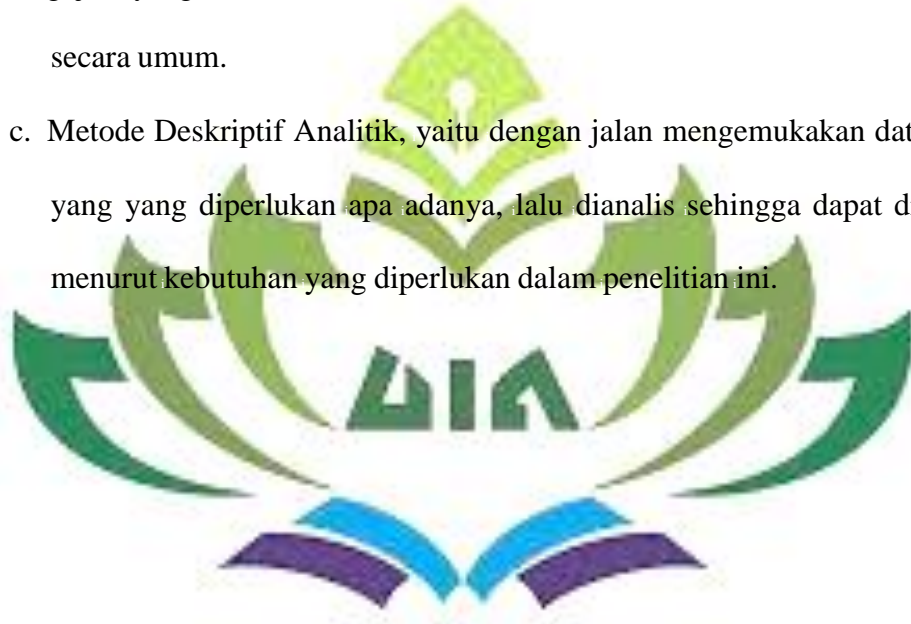 secara umum.
c. Metode Deskriptif Analitik, yaitu dengan jalan mengemukakan dat
yang yang diperlukan apa adanya, lalu dianalis sehingga dapat d
menurut kebutuhan yang diperlukan dalam penelitian ini.
UIN